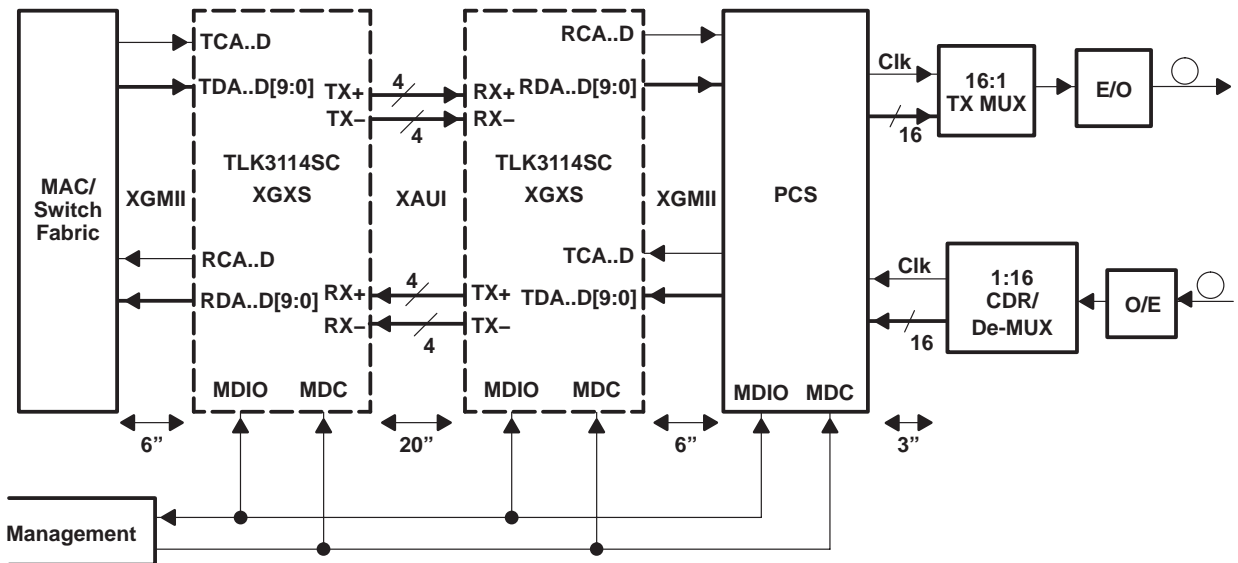 MAC/
Switch
Fabric
XGMII
TCA..D
TDA..D[9:0]
TX+
TX–
TLK3114SC
XGXS
RCA..D
RDA..D[9:0]
RX+
RX–
MDIO
MDC
4
4
XAUI
4
4
RCA..D
RX+
RDA..D[9:0]
RX–
TLK3114SC
XGXS
TCA..D
TX+
TDA..D[9:0]
TX–
MDIO
MDC
XGMII
PCS
MDIO
MDC
Clk
16
16:1
TX MUX
E/O
Clk
16
1:16
CDR/
De-MUX
O/E
6”
20”
6”
3”
Management